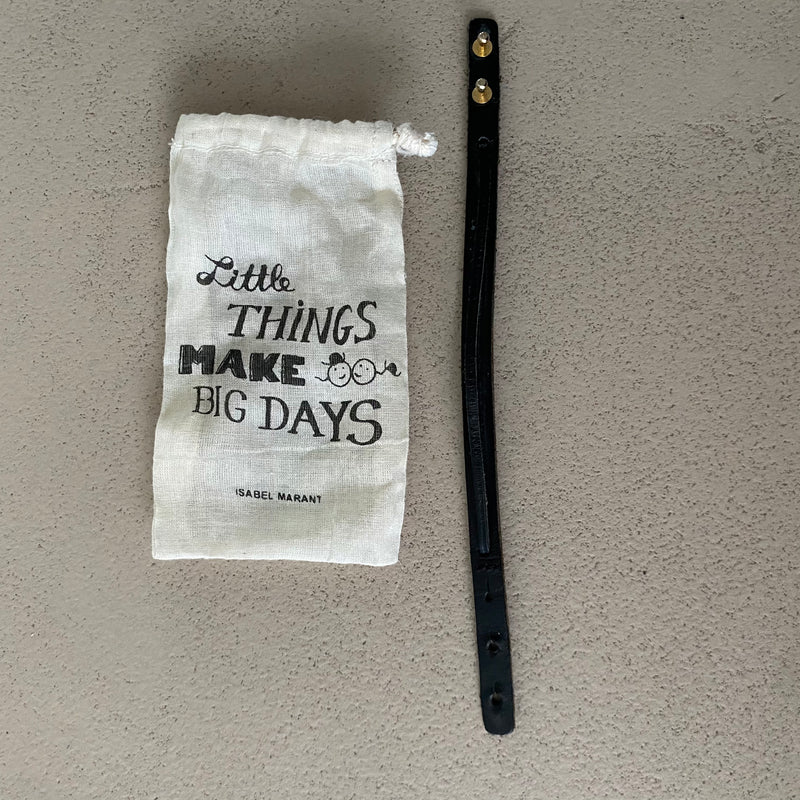 Little
THiNGS
MAKE
BIG DAYS
ISABEL MARANT